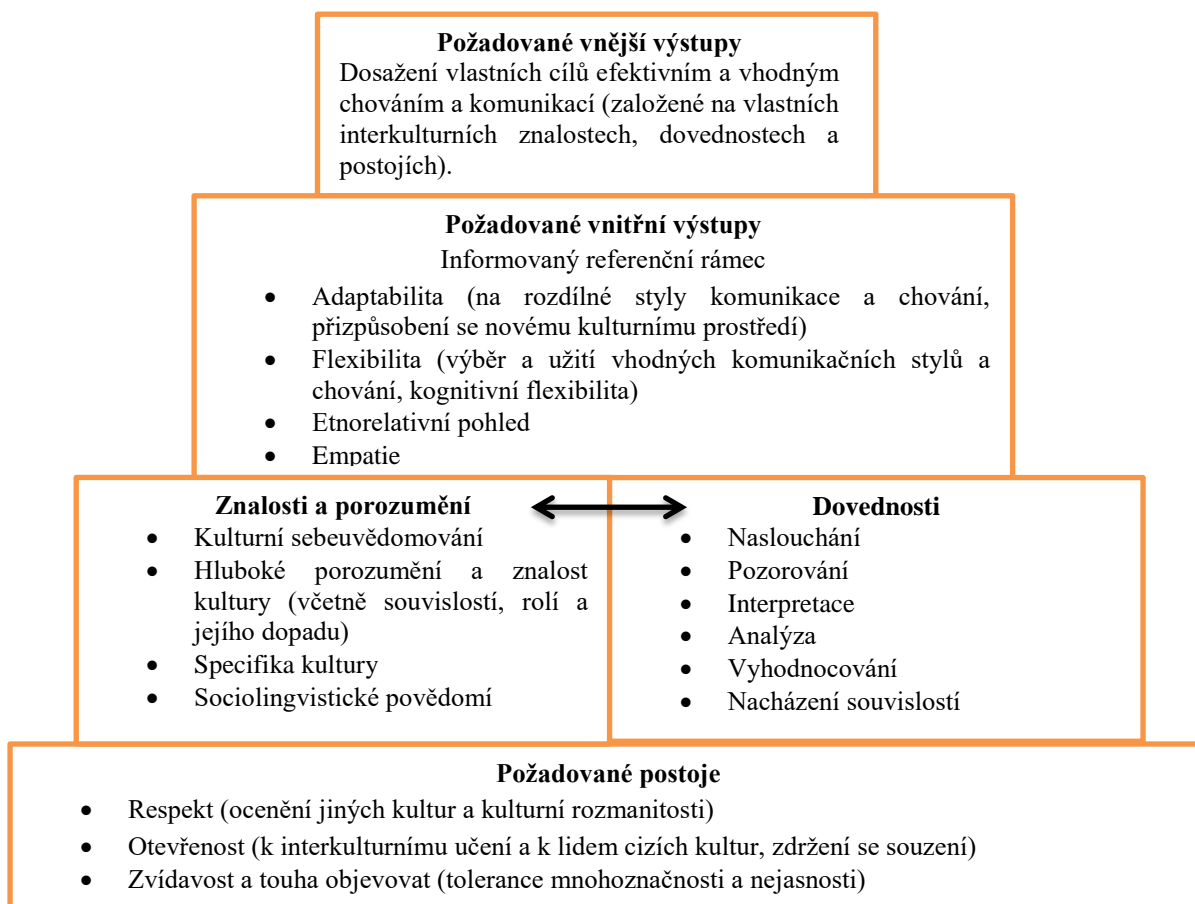 Požadované vnější výstupy
Dosažení vlastních cílů efektivním a vhodným
chováním a komunikací (založené na vlastních
interkulturních znalostech, dovednostech a
postojích).
Požadované vnitřní výstupy
Informovaný referenční rámec
• Adaptabilita (na rozdílné styly komunikace a chování,
přizpůsobení se novému kulturnímu prostředí)
• Flexibilita (výběr a užití vhodných komunikačních stylů a
chování, kognitivní flexibilita)
• Etnorelativní pohled
• Empatie
Znalosti a porozumění
• Kulturní sebeuvědomování
• Hluboké porozumění a znalost
kultury (včetně souvislostí, rolí a
jejího dopadu)
• Specifika kultury
• Sociolingvistické povědomí
Dovednosti
• Naslouchání
• Pozorování
• Interpretace
• Analýza
• Vyhodnocování
• Nacházení souvislostí
Požadované postoje
• Respekt (ocenění jiných kultur a kulturní rozmanitosti)
• Otevřenost (k interkulturnímu učení a k lidem cizích kultur, zdržení se souzení)
• Zvídavost a touha objevovat (tolerance mnohoznačnosti a nejasnosti)